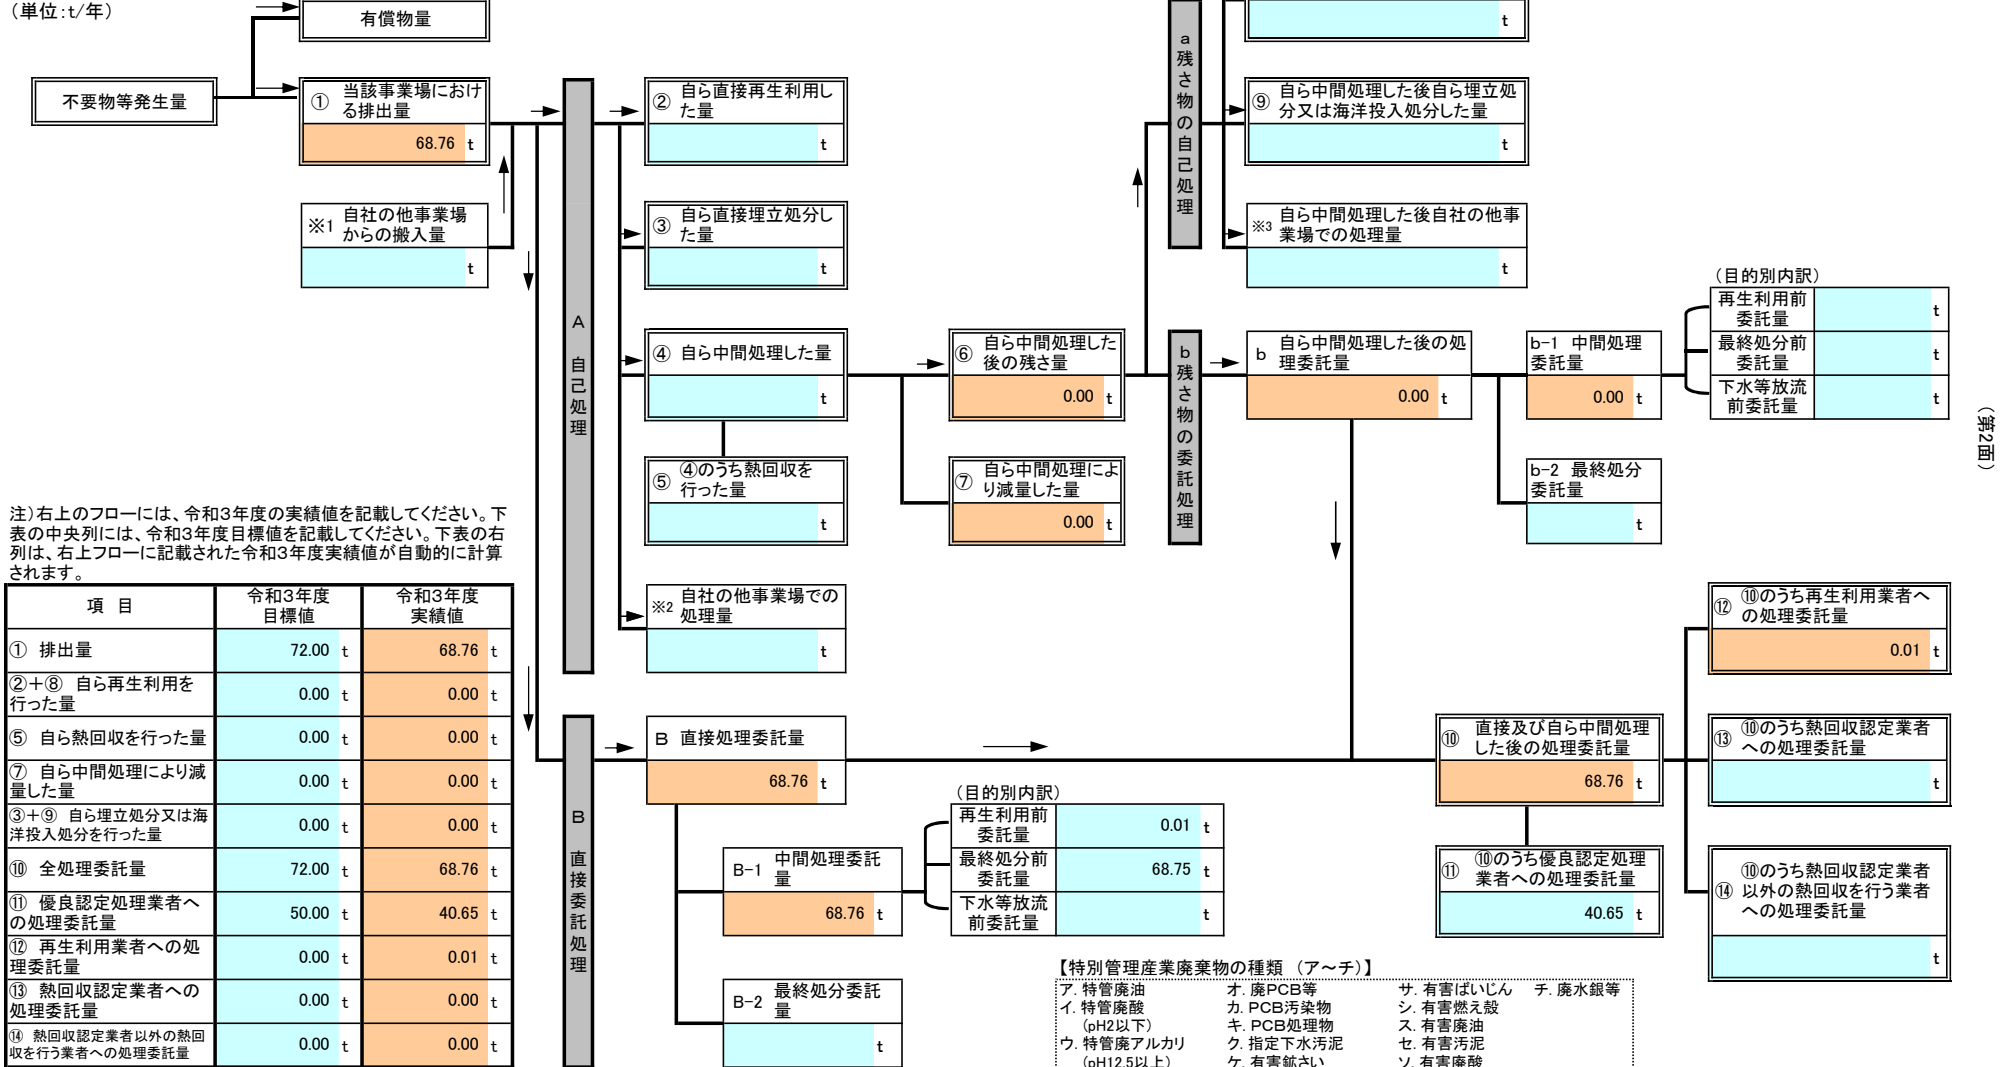 （単位：t/年）
有償物量
不要物等発生量
① 当該事業場におけ
る排出量
68.76 t
※1 自社の他事業場
からの搬入量
t
A 自己処理
② 自ら直接再生利用し
た量
t
③ 自ら直接埋立処分し
た量
t
④ 自ら中間処理した量
t
⑤ ④のうち熱回収を
行った量
t
※2 自社の他事業場での
処理量
t
⑥ 自ら中間処理した
後の残さ量
0.00 t
⑦ 自ら中間処理によ
り減量した量
0.00 t
a 残さ物の自己処理
t
⑨ 自ら中間処理した後自ら埋立処
分又は海洋投入処分した量
t
※3 自ら中間処理した後自社の他事
業場での処理量
t
b 残さ物の委託処理
b 自ら中間処理した後の処
理委託量
0.00 t
b-1 中間処理
委託量
0.00 t
b-2 最終処分
委託量
t
（目的別内訳）
再生利用前
委託量 t
最終処分前
委託量 t
下水等放流
前委託量 t
（第2面）
注）右上のフローには、令和3年度の実績値を記載してください。下
表の中央列には、令和3年度目標値を記載してください。下表の右
列は、右上フローに記載された令和3年度実績値が自動的に計算
されます。
項 目 令和3年度 目標値 令和3年度 実績値
① 排出量 72.00 t 68.76 t
②＋⑧ 自ら再生利用を
行った量 0.00 t 0.00 t
⑤ 自ら熱回収を行った量 0.00 t 0.00 t
⑦ 自ら中間処理により減
量した量 0.00 t 0.00 t
③＋⑨ 自ら埋立処分又は海
洋投入処分を行った量 0.00 t 0.00 t
⑩ 全処理委託量 72.00 t 68.76 t
⑪ 優良認定処理業者へ
の処理委託量 50.00 t 40.65 t
⑫ 再生利用業者への処
理委託量 0.00 t 0.01 t
⑬ 熱回収認定業者への
処理委託量 0.00 t 0.00 t
⑭ 熱回収認定業者以外の熱回
収を行う業者への処理委託量 0.00 t 0.00 t
B 直接委託処理
B 直接処理委託量
68.76 t
B-1 中間処理委託
量
68.76 t
B-2 最終処分委託
量
t
（目的別内訳）
再生利用前
委託量 0.01 t
最終処分前
委託量 68.75 t
下水等放流
前委託量 t
⑩ 直接及び自ら中間処理
した後の処理委託量
68.76 t
⑪ ⑩のうち優良認定処理
業者への処理委託量
40.65 t
⑫ ⑩のうち再生利用業者へ
の処理委託量
0.01 t
⑬ ⑩のうち熱回収認定業者
への処理委託量
t
⑭ ⑩のうち熱回収認定業者
以外の熱回収を行う業者
への処理委託量
t
【特別管理産業廃棄物の種類 （ア～チ）】
ア. 特管廃油 オ. 廃PCB等 サ. 有害ばいじん チ. 廃水銀等
イ. 特管廃酸 カ. PCB汚染物 シ. 有害燃え殻
（pH2以下） キ. PCB処理物 ス. 有害廃油
ウ. 特管廃アルカリ ク. 指定下水汚泥 セ. 有害汚泥
（pH12.5以上） ケ. 有害鉱さい ソ. 有害廃酸